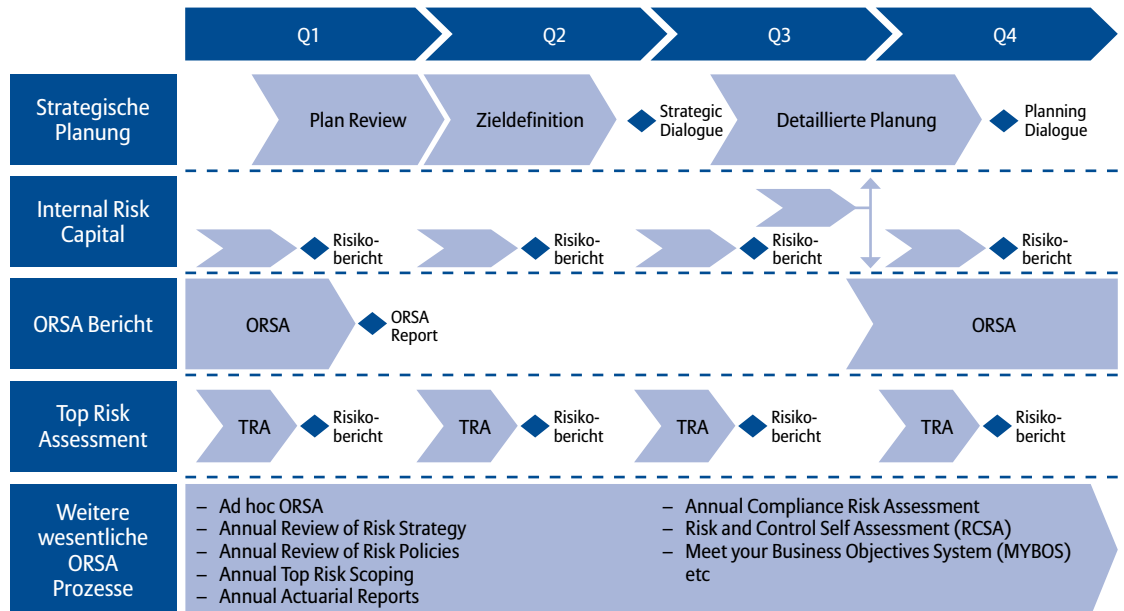 Q1 Q2 Q3 Q4
Strategische
Planung
Plan Review
Zieldefinition
Strategic
Dialogue
Detaillierte Planung
Planning
Dialogue
Internal Risk
Capital
Risiko-
bericht
Risiko-
bericht
Risiko-
bericht
Risiko-
bericht
ORSA Bericht
ORSA
ORSA
Report
ORSA
Top Risk
Assessment
TRA
Risiko-
bericht
TRA
Risiko-
bericht
TRA
Risiko-
bericht
TRA
Risiko-
bericht
Weitere
wesentliche
ORSA
Prozesse
– Ad hoc ORSA
– Annual Review of Risk Strategy
– Annual Review of Risk Policies
– Annual Top Risk Scoping
– Annual Actuarial Reports
– Annual Compliance Risk Assessment
– Risk and Control Self Assessment (RCSA)
– Meet your Business Objectives System (MYBOS)
etc